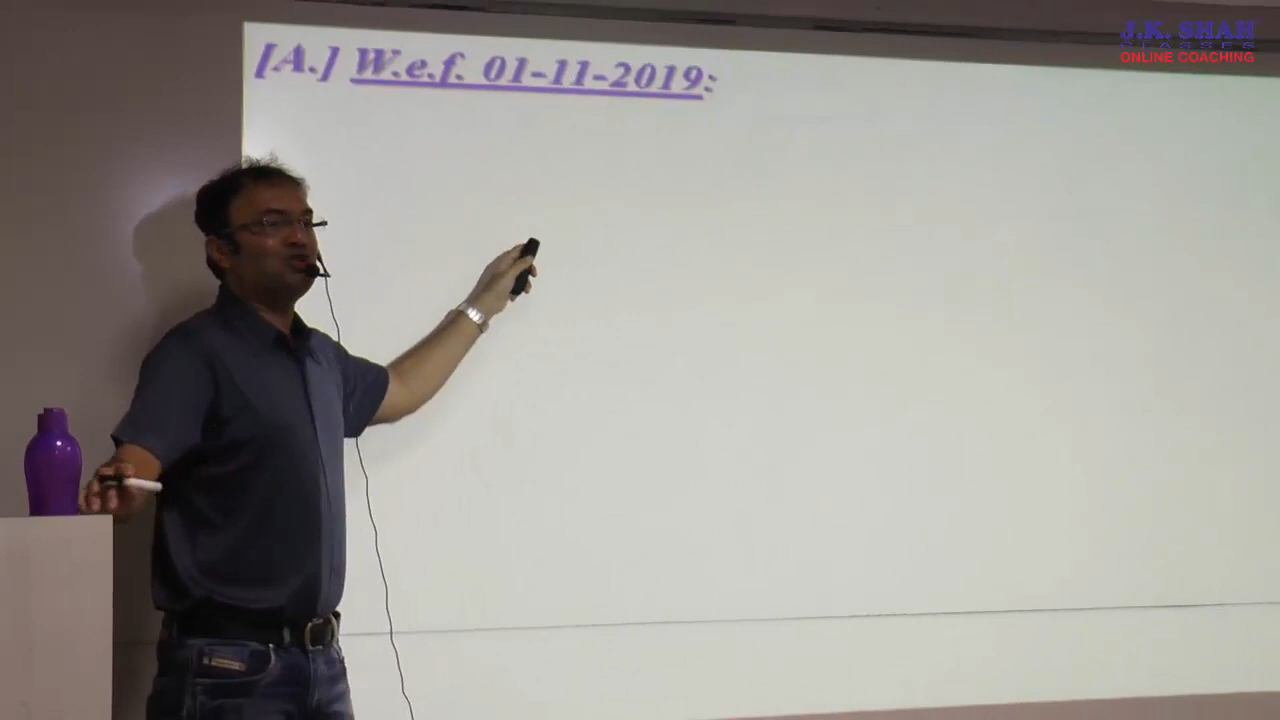 J.K. SHAH
CLASSES
ONLINE COACHING
[A.] W.e.f. 01-11-2019: